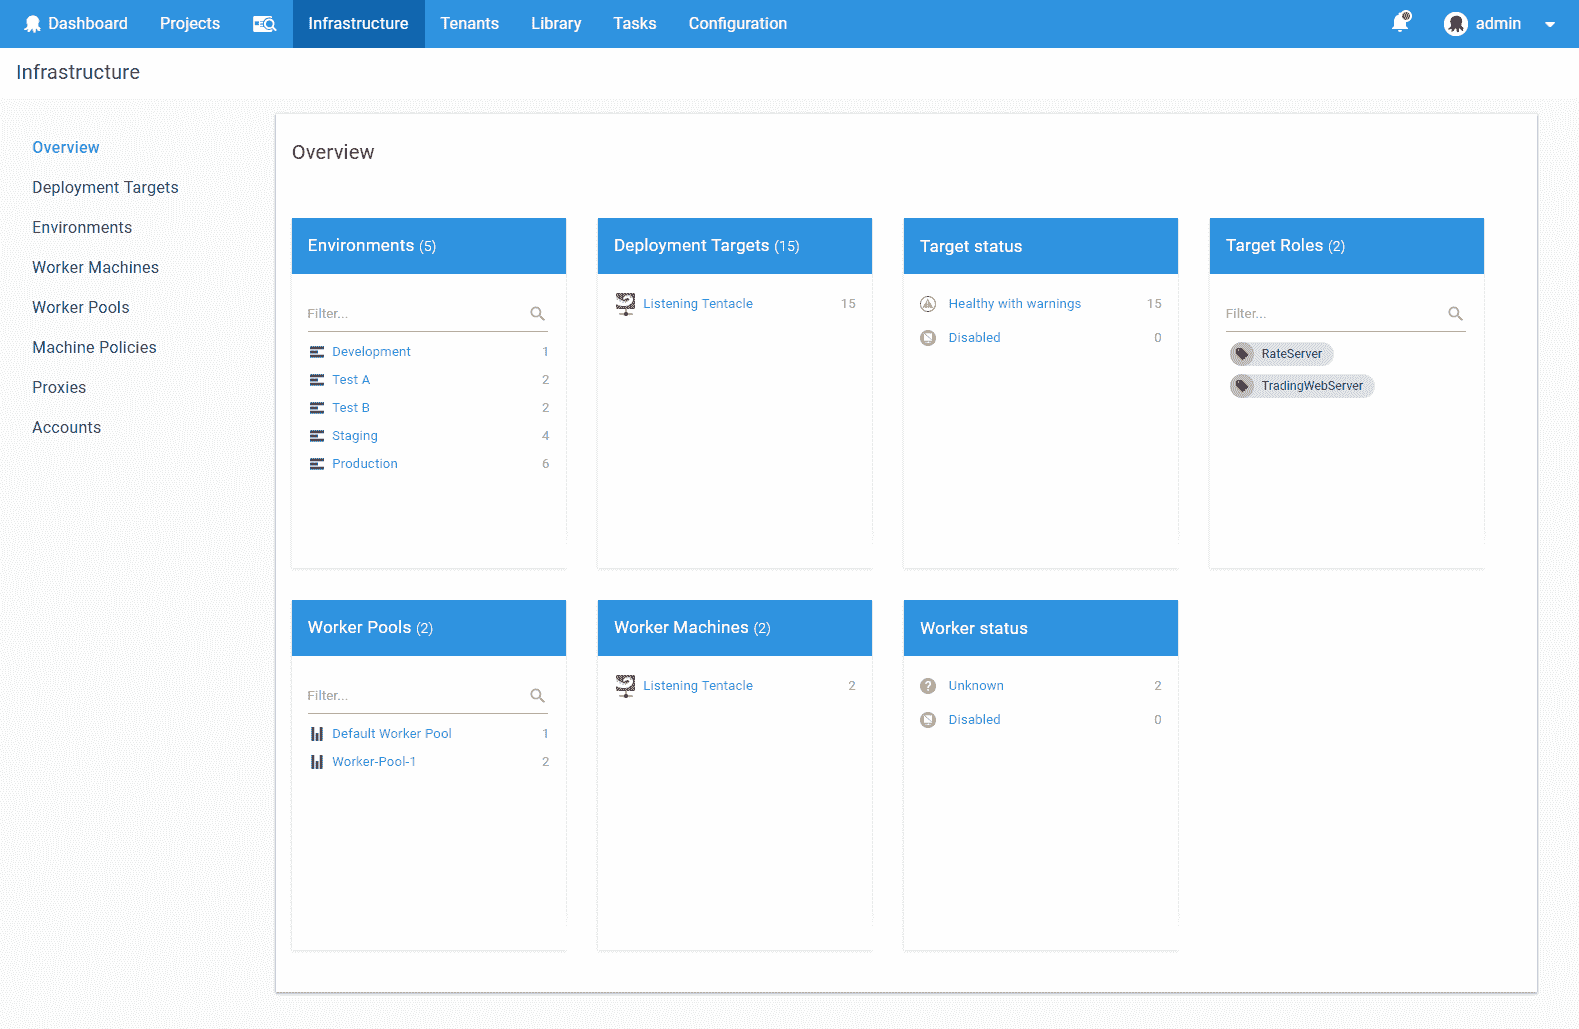 Dashboard Projects Infrastructure Tenants Library Tasks Configuration admin
Infrastructure
Overview
Deployment Targets
Environments
Worker Machines
Worker Pools
Machine Policies
Proxies
Accounts
Overview
Environments (5)
Filter...
Development 1
Test A 2
Test B 2
Staging 4
Production 6
Deployment Targets (15)
Listening Tentacle 15
Target status
Healthy with warnings 15
Disabled 0
Target Roles (2)
Filter...
RateServer
TradingWebServer
Worker Pools (2)
Filter...
Default Worker Pool 1
Worker-Pool-1 2
Worker Machines (2)
Listening Tentacle 2
Worker status
? Unknown 2
Disabled 0